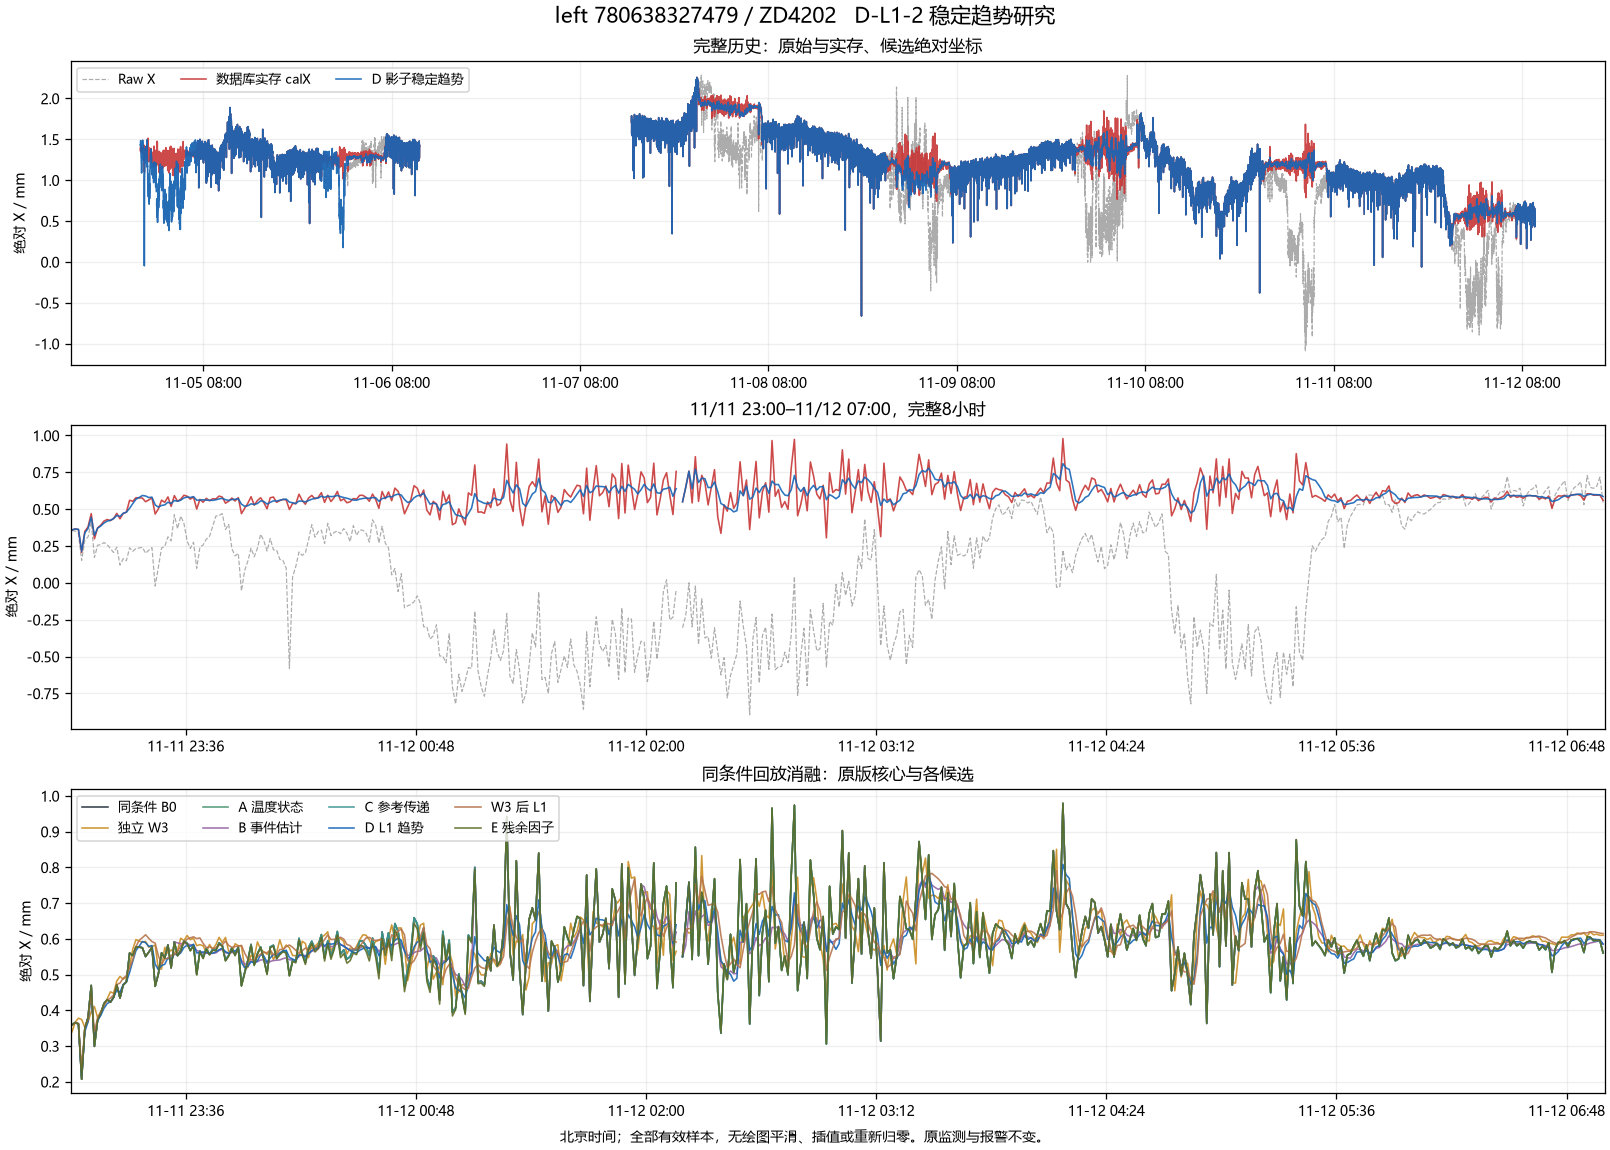 left 780638327479 / ZD4202   D-L1-2 稳定趋势研究
完整历史：原始与实存、候选绝对坐标
Raw X
数据库实存 calX
D 影子稳定趋势
绝对 X / mm
2.0
1.5
1.0
0.5
0.0
-0.5
-1.0
11-05 08:00
11-06 08:00
11-07 08:00
11-08 08:00
11-09 08:00
11-10 08:00
11-11 08:00
11-12 08:00
11/11 23:00–11/12 07:00，完整8小时
绝对 X / mm
1.00
0.75
0.50
0.25
0.00
-0.25
-0.50
-0.75
11-11 23:36
11-12 00:48
11-12 02:00
11-12 03:12
11-12 04:24
11-12 05:36
11-12 06:48
同条件回放消融：原版核心与各候选
同条件 B0
A 温度状态
C 参考传递
W3 后 L1
独立 W3
B 事件估计
D L1 趋势
E 残余因子
绝对 X / mm
1.0
0.9
0.8
0.7
0.6
0.5
0.4
0.3
0.2
11-11 23:36
11-12 00:48
11-12 02:00
11-12 03:12
11-12 04:24
11-12 05:36
11-12 06:48
北京时间；全部有效样本，无绘图平滑、插值或重新归零。原监测与报警不变。